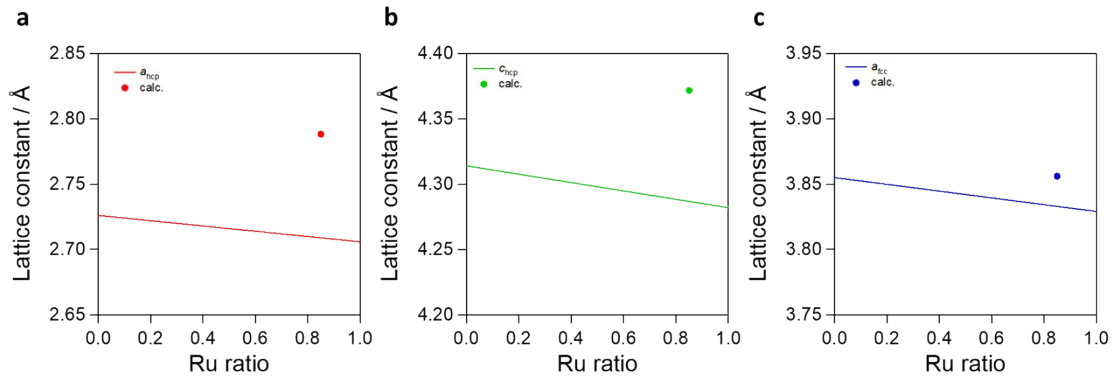 a
2.85
2.80
2.75
2.70
2.65
Lattice constant / Å
a_hcp
calc.
0.0 0.2 0.4 0.6 0.8 1.0
Ru ratio
b
4.40
4.35
4.30
4.25
4.20
Lattice constant / Å
c_hcp
calc.
0.0 0.2 0.4 0.6 0.8 1.0
Ru ratio
c
3.95
3.90
3.85
3.80
3.75
Lattice constant / Å
a_fcc
calc.
0.0 0.2 0.4 0.6 0.8 1.0
Ru ratio